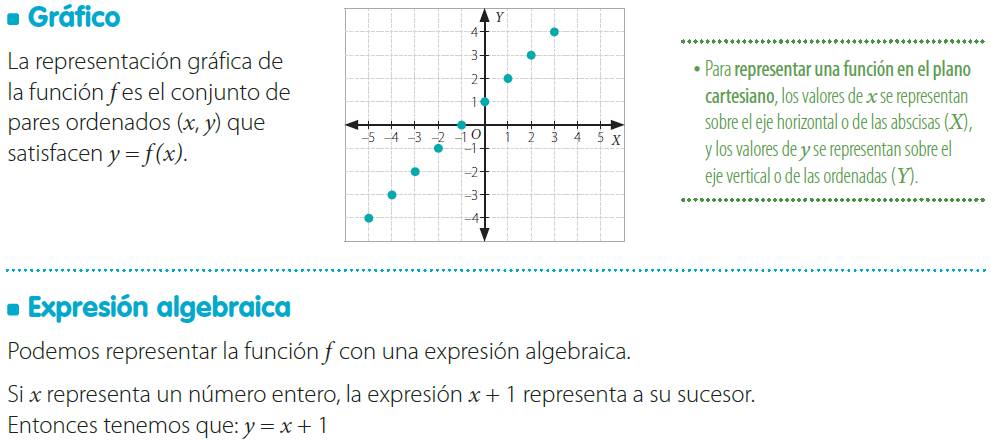 Gráfico
La representación gráfica de
la función f es el conjunto de
pares ordenados (x, y) que
satisfacen y = f(x).
Y
4
3
2
1
–5 –4 –3 –2 –1 O 1 2 3 4 5 X
–1
–2
–3
–4
• Para representar una función en el plano
cartesiano, los valores de x se representan
sobre el eje horizontal o de las abscisas (X),
y los valores de y se representan sobre el
eje vertical o de las ordenadas (Y).
Expresión algebraica
Podemos representar la función f con una expresión algebraica.
Si x representa un número entero, la expresión x + 1 representa a su sucesor.
Entonces tenemos que: y = x + 1